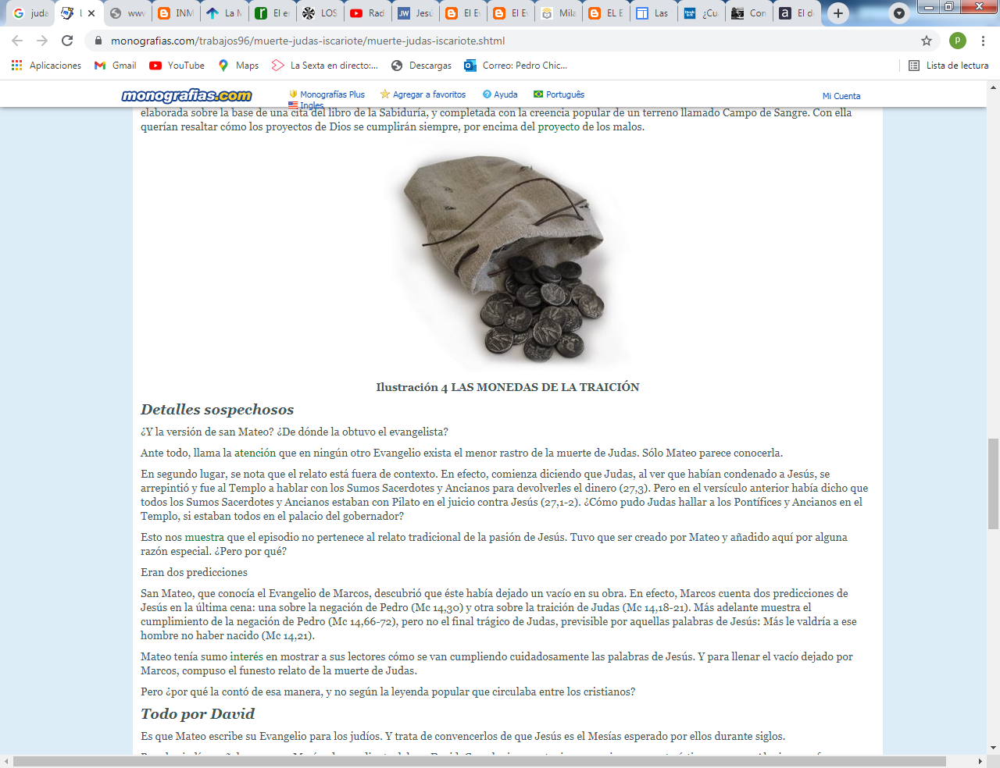 juda
L
www
INM
La M
El e
LOS
Rad
Jesú
El Ev
El Ev
Mila
EL E
Las
¿Cu
Con
El d
monografias.com/trabajos96/muerte-judas-iscariote/muerte-judas-iscariote.shtml
P
Aplicaciones
Gmail
YouTube
Maps
La Sexta en directo:...
Descargas
Correo: Pedro Chic...
Lista de lectura
monografias.com
Monografías Plus
Agregar a favoritos
Ayuda
Português
Ingles
Mi Cuenta
elaborada sobre la base de una cita del libro de la Sabiduría, y completada con la creencia popular de un terreno llamado Campo de Sangre. Con ella
querían resaltar cómo los proyectos de Dios se cumplirán siempre, por encima del proyecto de los malos.
Ilustración 4 LAS MONEDAS DE LA TRAICIÓN
Detalles sospechosos
¿Y la versión de san Mateo? ¿De dónde la obtuvo el evangelista?
Ante todo, llama la atención que en ningún otro Evangelio exista el menor rastro de la muerte de Judas. Sólo Mateo parece conocerla.
En segundo lugar, se nota que el relato está fuera de contexto. En efecto, comienza diciendo que Judas, al ver que habían condenado a Jesús, se
arrepintió y fue al Templo a hablar con los Sumos Sacerdotes y Ancianos para devolverles el dinero (27,3). Pero en el versículo anterior había dicho que
todos los Sumos Sacerdotes y Ancianos estaban con Pilato en el juicio contra Jesús (27,1-2). ¿Cómo pudo Judas hallar a los Pontífices y Ancianos en el
Templo, si estaban todos en el palacio del gobernador?
Esto nos muestra que el episodio no pertenece al relato tradicional de la pasión de Jesús. Tuvo que ser creado por Mateo y añadido aquí por alguna
razón especial. ¿Pero por qué?
Eran dos predicciones
San Mateo, que conocía el Evangelio de Marcos, descubrió que éste había dejado un vacío en su obra. En efecto, Marcos cuenta dos predicciones de
Jesús en la última cena: una sobre la negación de Pedro (Mc 14,30) y otra sobre la traición de Judas (Mc 14,18-21). Más adelante muestra el
cumplimiento de la negación de Pedro (Mc 14,66-72), pero no el final trágico de Judas, previsible por aquellas palabras de Jesús: Más le valdría a ese
hombre no haber nacido (Mc 14,21).
Mateo tenía sumo interés en mostrar a sus lectores cómo se van cumpliendo cuidadosamente las palabras de Jesús. Y para llenar el vacío dejado por
Marcos, compuso el funesto relato de la muerte de Judas.
Pero ¿por qué la contó de esa manera, y no según la leyenda popular que circulaba entre los cristianos?
Todo por David
Es que Mateo escribe su Evangelio para los judíos. Y trata de convencerlos de que Jesús es el Mesías esperado por ellos durante siglos.